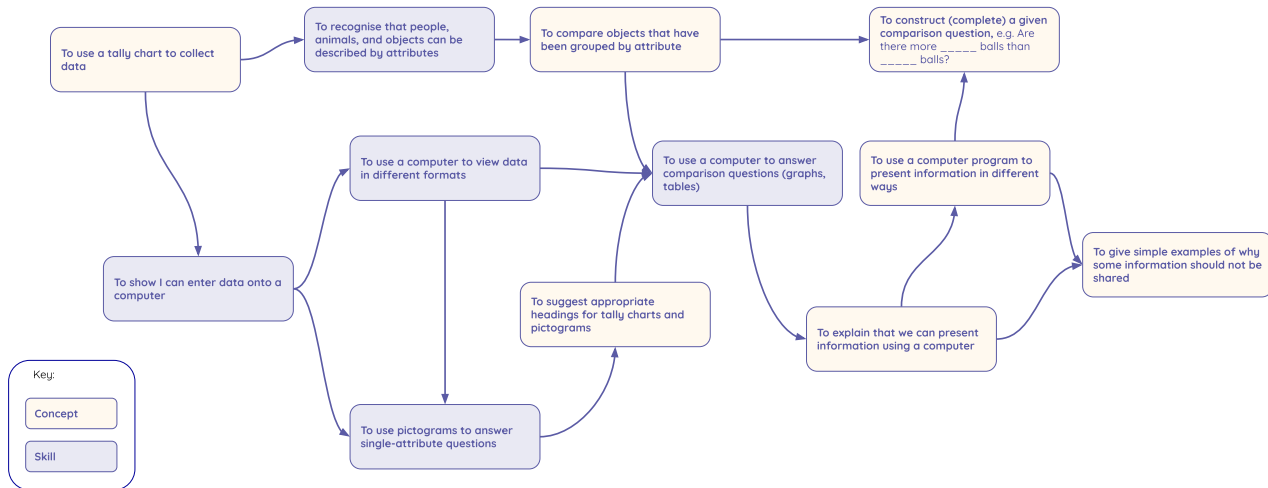 To use a tally chart to collect
data
To recognise that people,
animals, and objects can be
described by attributes
To compare objects that have
been grouped by attribute
To construct (complete) a given
comparison question, e.g. Are
there more _____ balls than
_____ balls?
To use a computer to view data
in different formats
To use a computer to answer
comparison questions (graphs,
tables)
To use a computer program to
present information in different
ways
To show I can enter data onto a
computer
To suggest appropriate
headings for tally charts and
pictograms
To give simple examples of why
some information should not be
shared
To explain that we can present
information using a computer
To use pictograms to answer
single-attribute questions
Key:
Concept
Skill